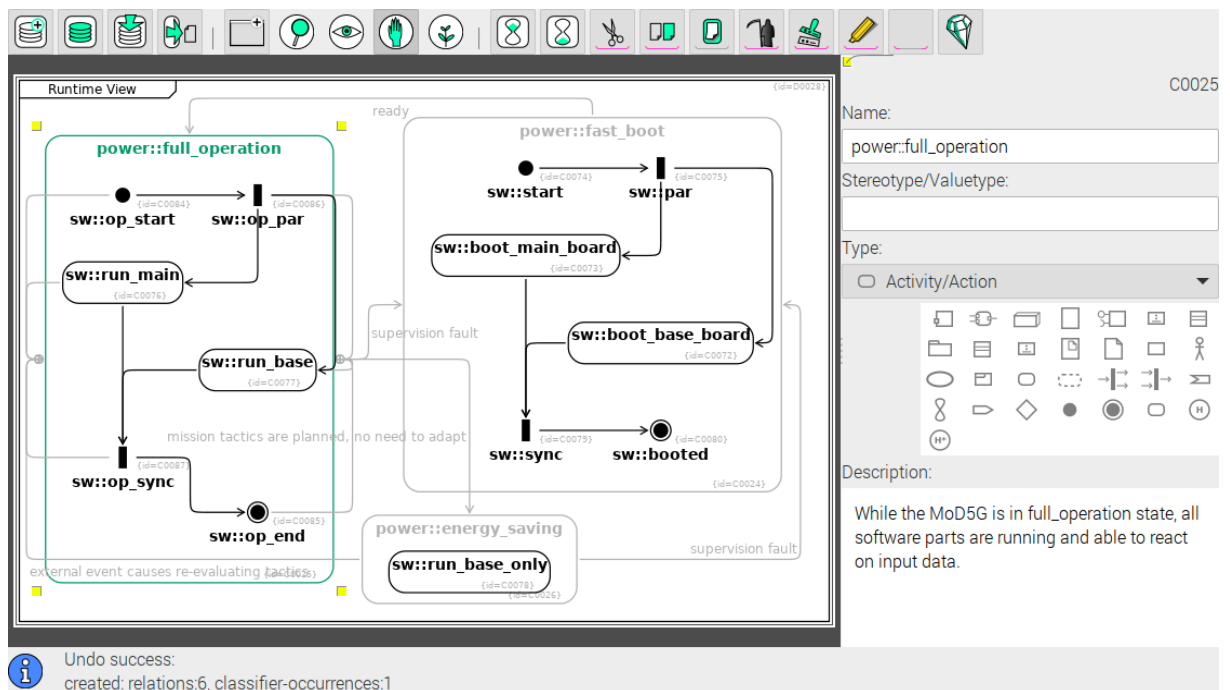 Runtime View
{id=D0028}
ready
power::full_operation
{id=C0084}
sw::op_start
{id=C0086}
sw::op_par
sw::run_main
{id=C0076}
sw::run_base
{id=C0077}
mission tactics are planned, no need to adapt
{id=C0087}
sw::op_sync
{id=C0085}
sw::op_end
external event causes re-evaluating tactics
power::fast_boot
{id=C0074}
sw::start
{id=C0075}
sw::par
sw::boot_main_board
{id=C0073}
supervision fault
sw::boot_base_board
{id=C0072}
{id=C0079}
sw::sync
{id=C0080}
sw::booted
{id=C0024}
power::energy_saving
sw::run_base_only
{id=C0078}
{id=C0026}
supervision fault
C0025
Name:
power::full_operation
Stereotype/Valuetype:
Type:
Activity/Action
H
H*
Description:
While the MoD5G is in full_operation state, all
software parts are running and able to react
on input data.
Undo success:
created: relations:6, classifier-occurrences:1